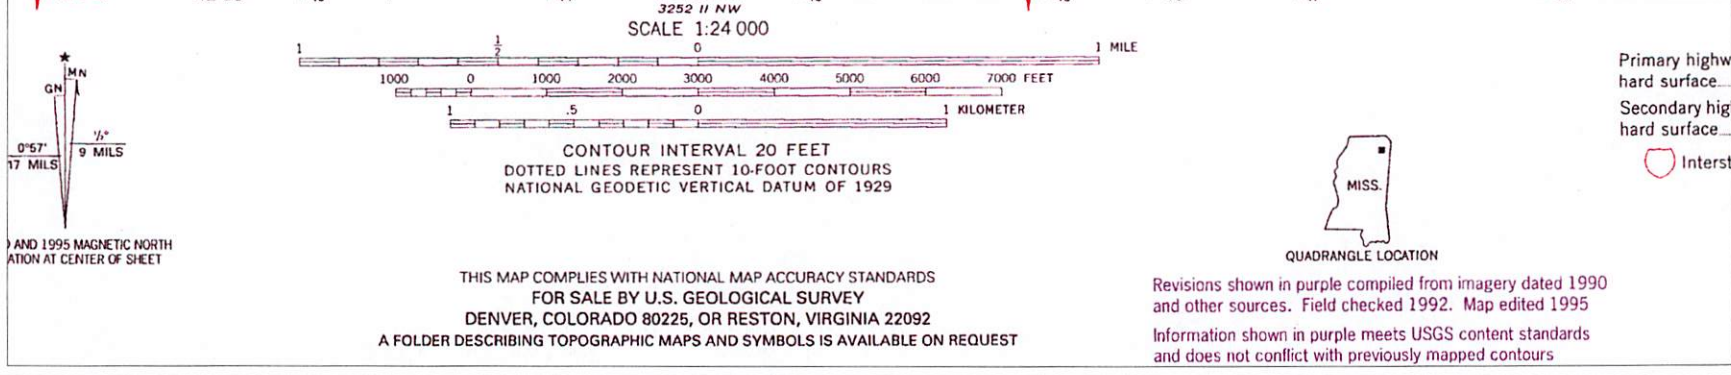 3252 II NW
SCALE 1:24 000
1 ½ 0 1 MILE
1000 0 1000 2000 3000 4000 5000 6000 7000 FEET
1 .5 0 1 KILOMETER
CONTOUR INTERVAL 20 FEET
DOTTED LINES REPRESENT 10-FOOT CONTOURS
NATIONAL GEODETIC VERTICAL DATUM OF 1929
★
MN
GN
½°
9 MILS
0°57'
17 MILS
AND 1995 MAGNETIC NORTH
ATION AT CENTER OF SHEET
THIS MAP COMPLIES WITH NATIONAL MAP ACCURACY STANDARDS
FOR SALE BY U.S. GEOLOGICAL SURVEY
DENVER, COLORADO 80225, OR RESTON, VIRGINIA 22092
A FOLDER DESCRIBING TOPOGRAPHIC MAPS AND SYMBOLS IS AVAILABLE ON REQUEST
MISS.
QUADRANGLE LOCATION
Revisions shown in purple compiled from imagery dated 1990
and other sources. Field checked 1992. Map edited 1995
Information shown in purple meets USGS content standards
and does not conflict with previously mapped contours
Primary highw
hard surface
Secondary hig
hard surface
Interst